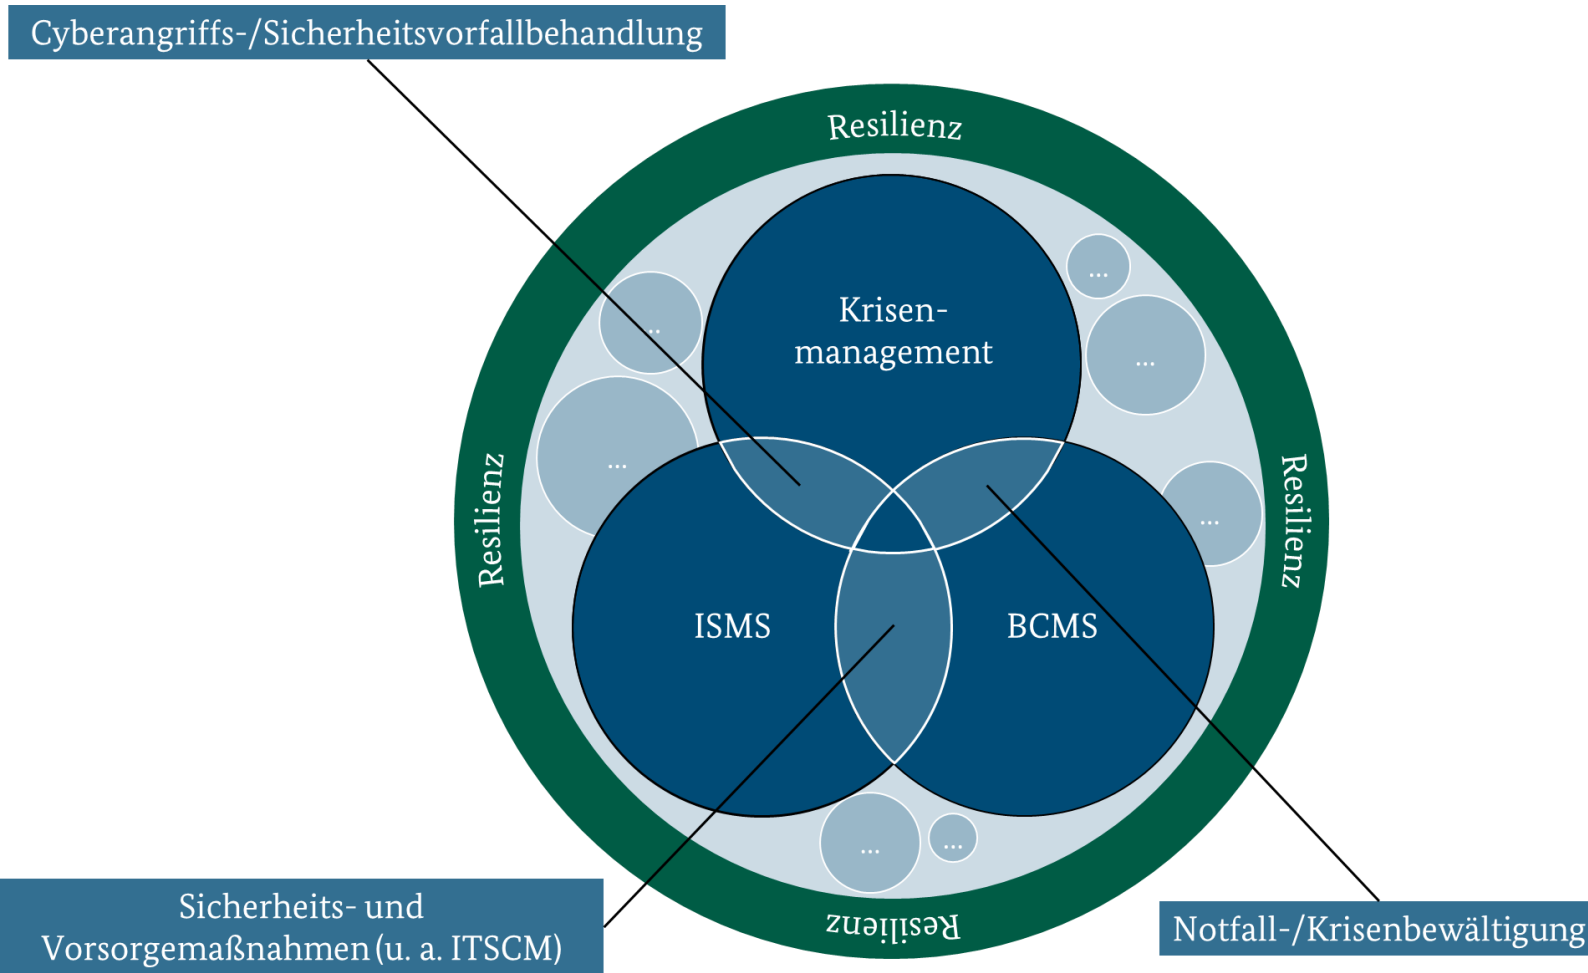 Cyberangriffs-/Sicherheitsvorfallbehandlung
Resilienz
Krisen-
management
...
...
..
...
Resilienz
Resilienz
...
ISMS
BCMS
...
...
Resilienz
Sicherheits- und
Vorsorgemaßnahmen (u. a. ITSCM)
Notfall-/Krisenbewältigung